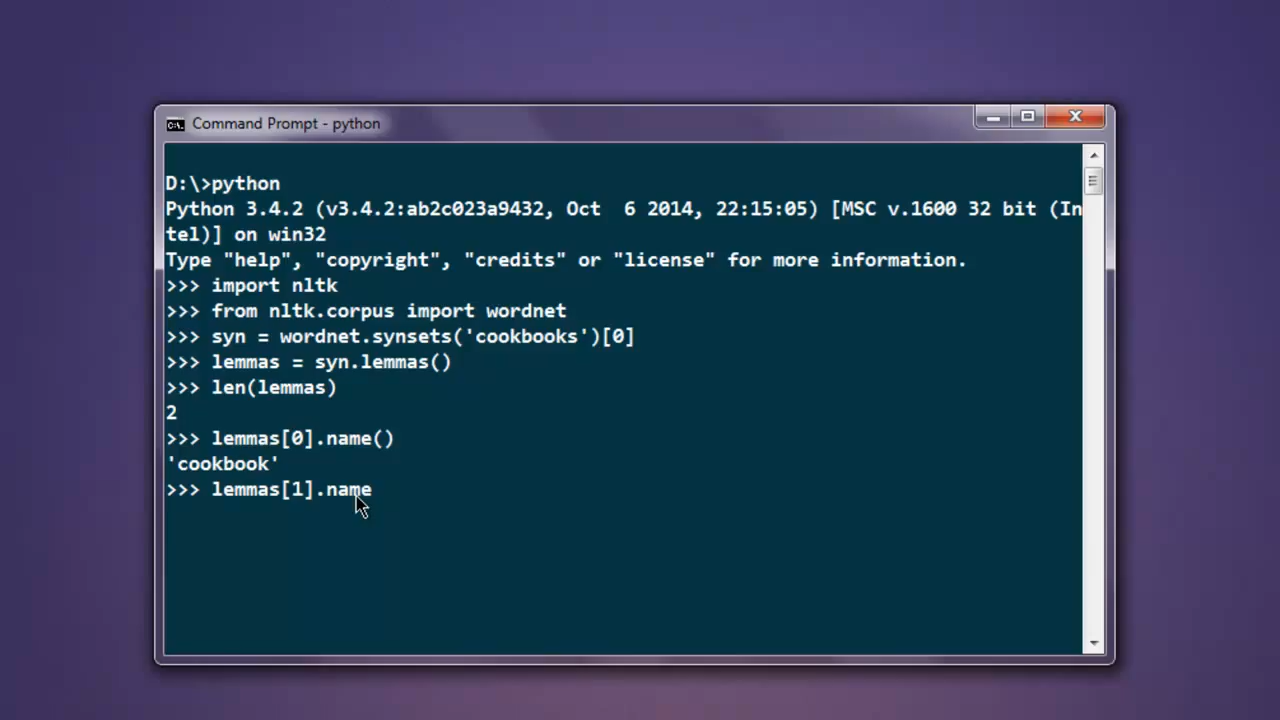 Command Prompt - python
D:\>python
Python 3.4.2 (v3.4.2:ab2c023a9432, Oct  6 2014, 22:15:05) [MSC v.1600 32 bit (In
tel)] on win32
Type "help", "copyright", "credits" or "license" for more information.
>>> import nltk
>>> from nltk.corpus import wordnet
>>> syn = wordnet.synsets('cookbooks')[0]
>>> lemmas = syn.lemmas()
>>> len(lemmas)
2
>>> lemmas[0].name()
'cookbook'
>>> lemmas[1].name